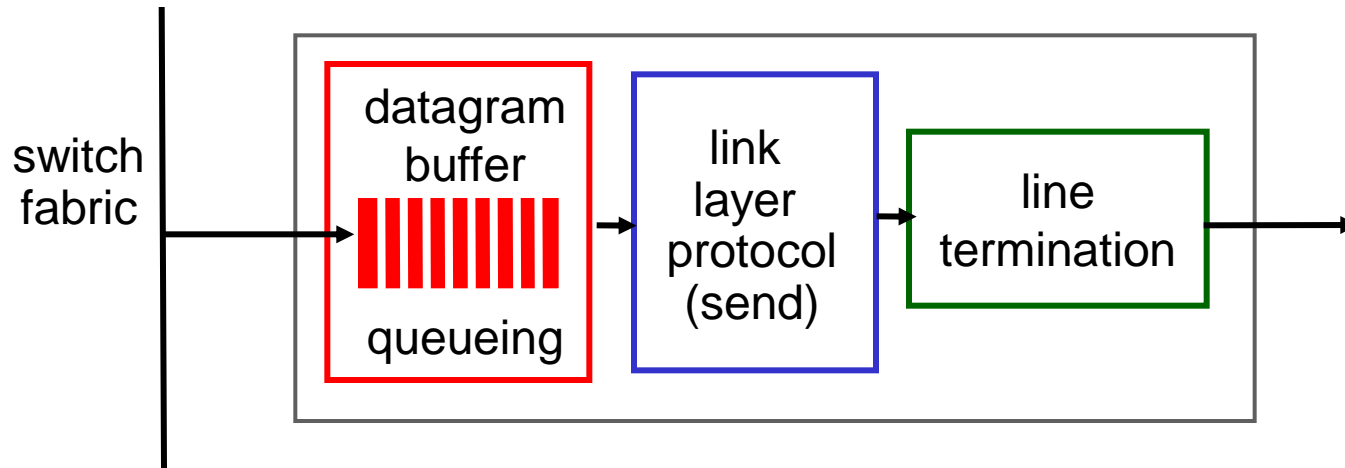 switch
fabric
datagram
buffer
queueing
link
layer
protocol
(send)
line
termination